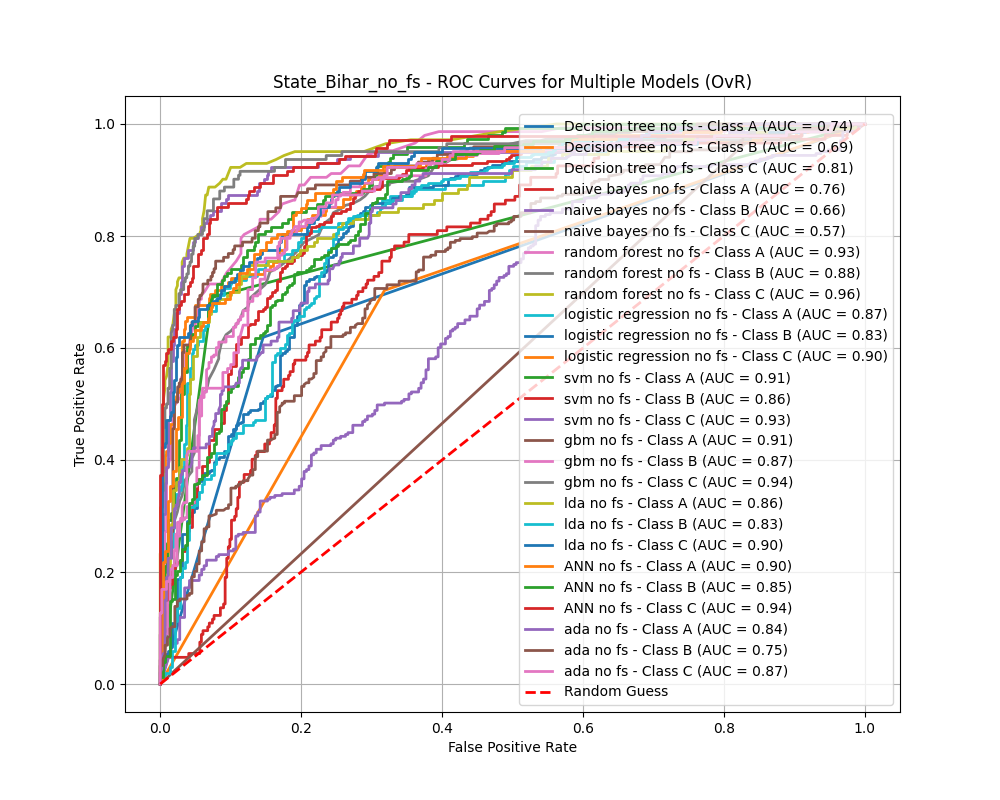 State_Bihar_no_fs - ROC Curves for Multiple Models (OvR)
True Positive Rate
1.0
0.8
0.6
0.4
0.2
0.0
Decision tree no fs - Class A (AUC = 0.74)
Decision tree no fs - Class B (AUC = 0.69)
Decision tree no fs - Class C (AUC = 0.81)
naive bayes no fs - Class A (AUC = 0.76)
naive bayes no fs - Class B (AUC = 0.66)
naive bayes no fs - Class C (AUC = 0.57)
random forest no fs - Class A (AUC = 0.93)
random forest no fs - Class B (AUC = 0.88)
random forest no fs - Class C (AUC = 0.96)
logistic regression no fs - Class A (AUC = 0.87)
logistic regression no fs - Class B (AUC = 0.83)
logistic regression no fs - Class C (AUC = 0.90)
svm no fs - Class A (AUC = 0.91)
svm no fs - Class B (AUC = 0.86)
svm no fs - Class C (AUC = 0.93)
gbm no fs - Class A (AUC = 0.91)
gbm no fs - Class B (AUC = 0.87)
gbm no fs - Class C (AUC = 0.94)
lda no fs - Class A (AUC = 0.86)
lda no fs - Class B (AUC = 0.83)
lda no fs - Class C (AUC = 0.90)
ANN no fs - Class A (AUC = 0.90)
ANN no fs - Class B (AUC = 0.85)
ANN no fs - Class C (AUC = 0.94)
ada no fs - Class A (AUC = 0.84)
ada no fs - Class B (AUC = 0.75)
ada no fs - Class C (AUC = 0.87)
Random Guess
0.0 0.2 0.4 0.6 0.8 1.0
False Positive Rate